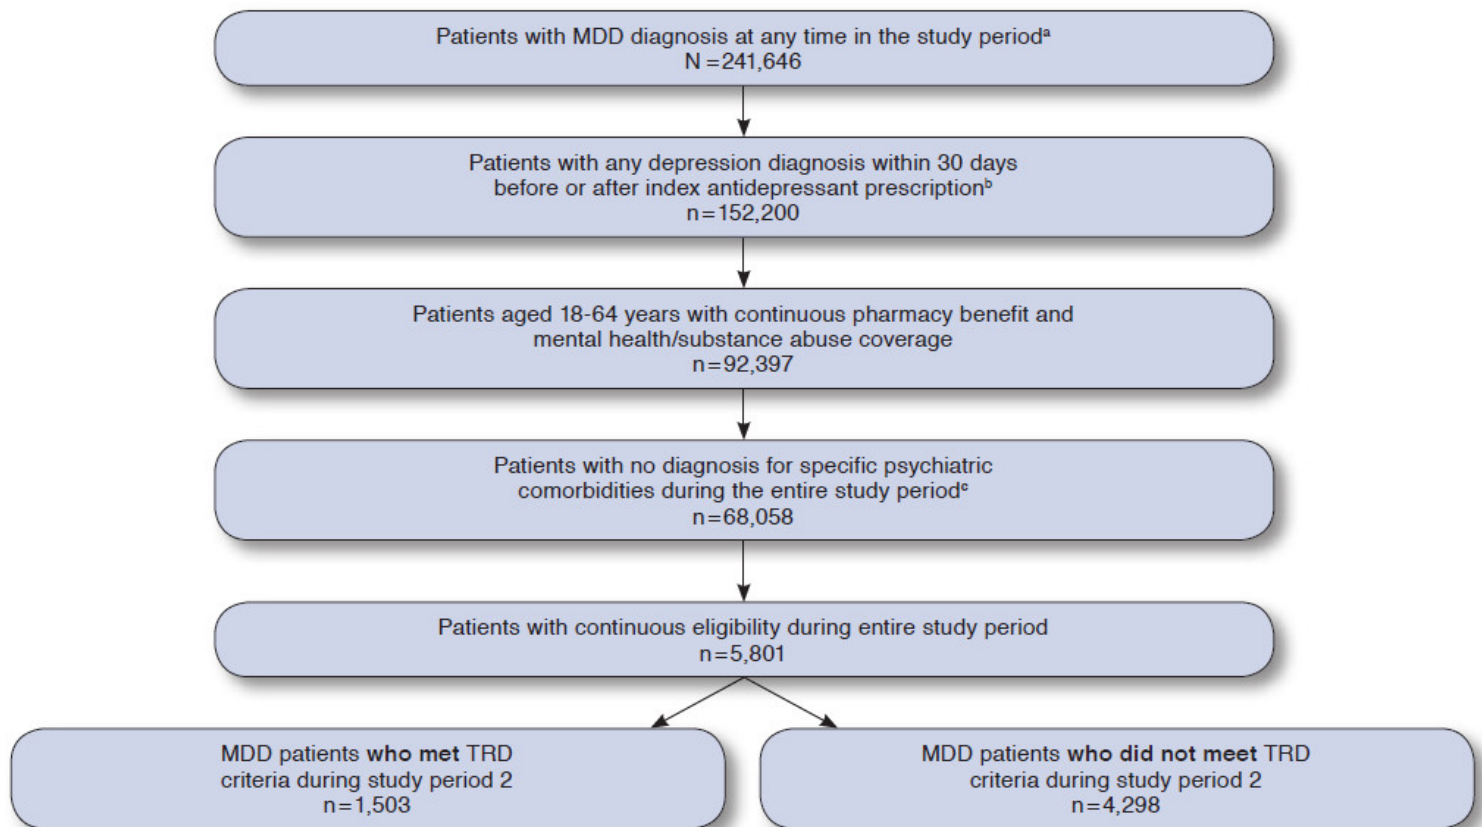 Patients with MDD diagnosis at any time in the study periodᵃ
N =241,646
Patients with any depression diagnosis within 30 days
before or after index antidepressant prescriptionᵇ
n=152,200
Patients aged 18-64 years with continuous pharmacy benefit and
mental health/substance abuse coverage
n=92,397
Patients with no diagnosis for specific psychiatric
comorbidities during the entire study periodᶜ
n=68,058
Patients with continuous eligibility during entire study period
n=5,801
MDD patients who met TRD
criteria during study period 2
n=1,503
MDD patients who did not meet TRD
criteria during study period 2
n=4,298